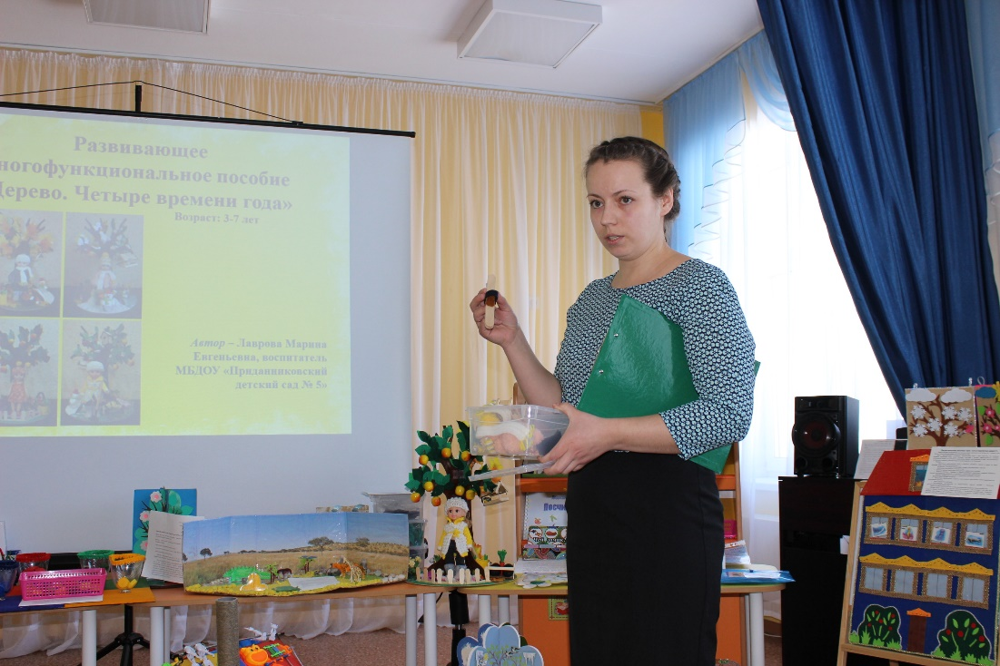 Развивающее
ногофункциональное пособие
Дерево. Четыре времени года»
Возраст: 3-7 лет
Автор – Лаврова Марина
Евгеньевна, воспитатель
МБДОУ «Приданниковский
детский сад № 5»